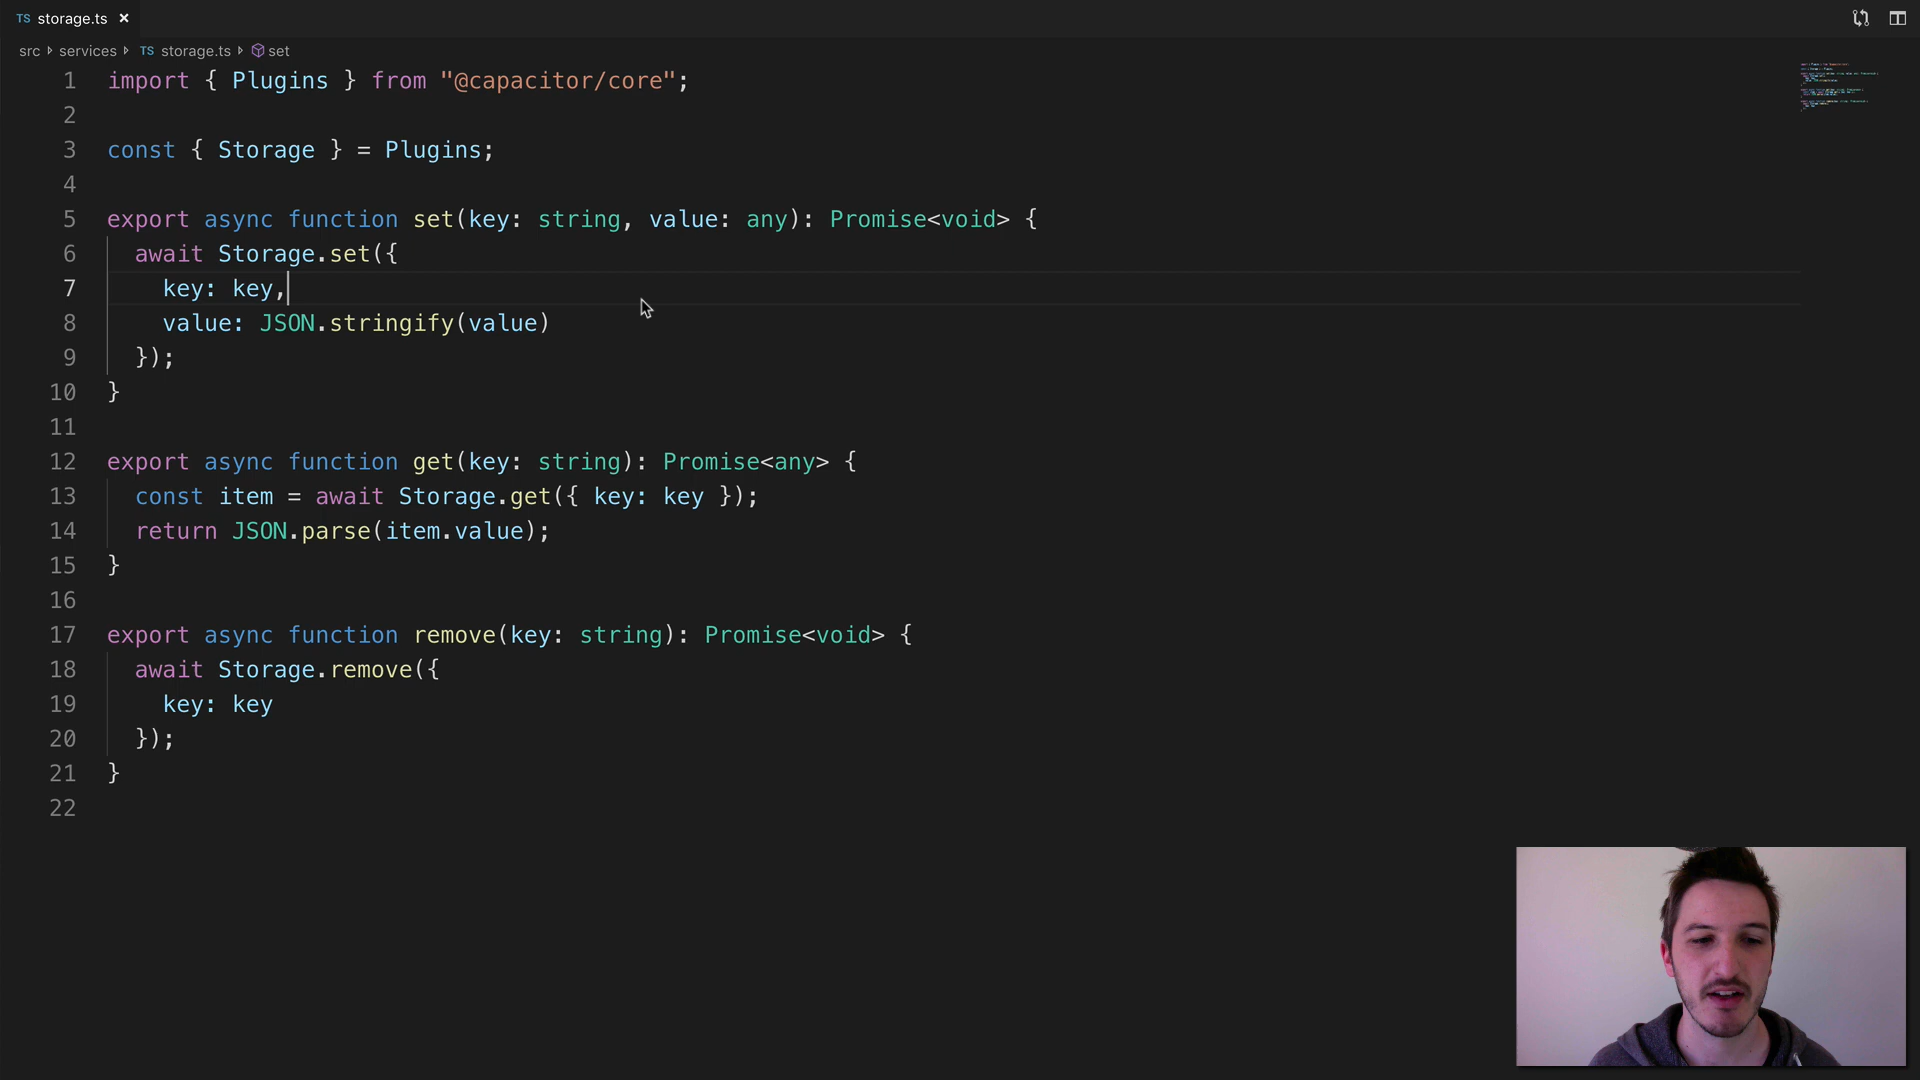 TS storage.ts ×
src services TS storage.ts set
1 import { Plugins } from "@capacitor/core";
2
3 const { Storage } = Plugins;
4
5 export async function set(key: string, value: any): Promise<void> {
6 await Storage.set({
7 key: key,
8 value: JSON.stringify(value)
9 });
10 }
11
12 export async function get(key: string): Promise<any> {
13 const item = await Storage.get({ key: key });
14 return JSON.parse(item.value);
15 }
16
17 export async function remove(key: string): Promise<void> {
18 await Storage.remove({
19 key: key
20 });
21 }
22